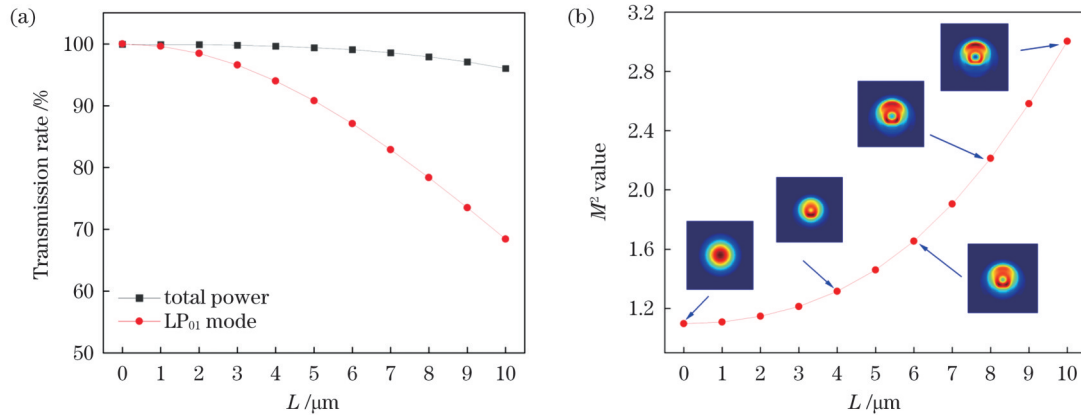 (a)
100
90
80
70
60
50
Transmission rate /%
total power
LP₀₁ mode
0 1 2 3 4 5 6 7 8 9 10
L /μm
(b)
3.2
2.8
2.4
2.0
1.6
1.2
M² value
0 1 2 3 4 5 6 7 8 9 10
L /μm